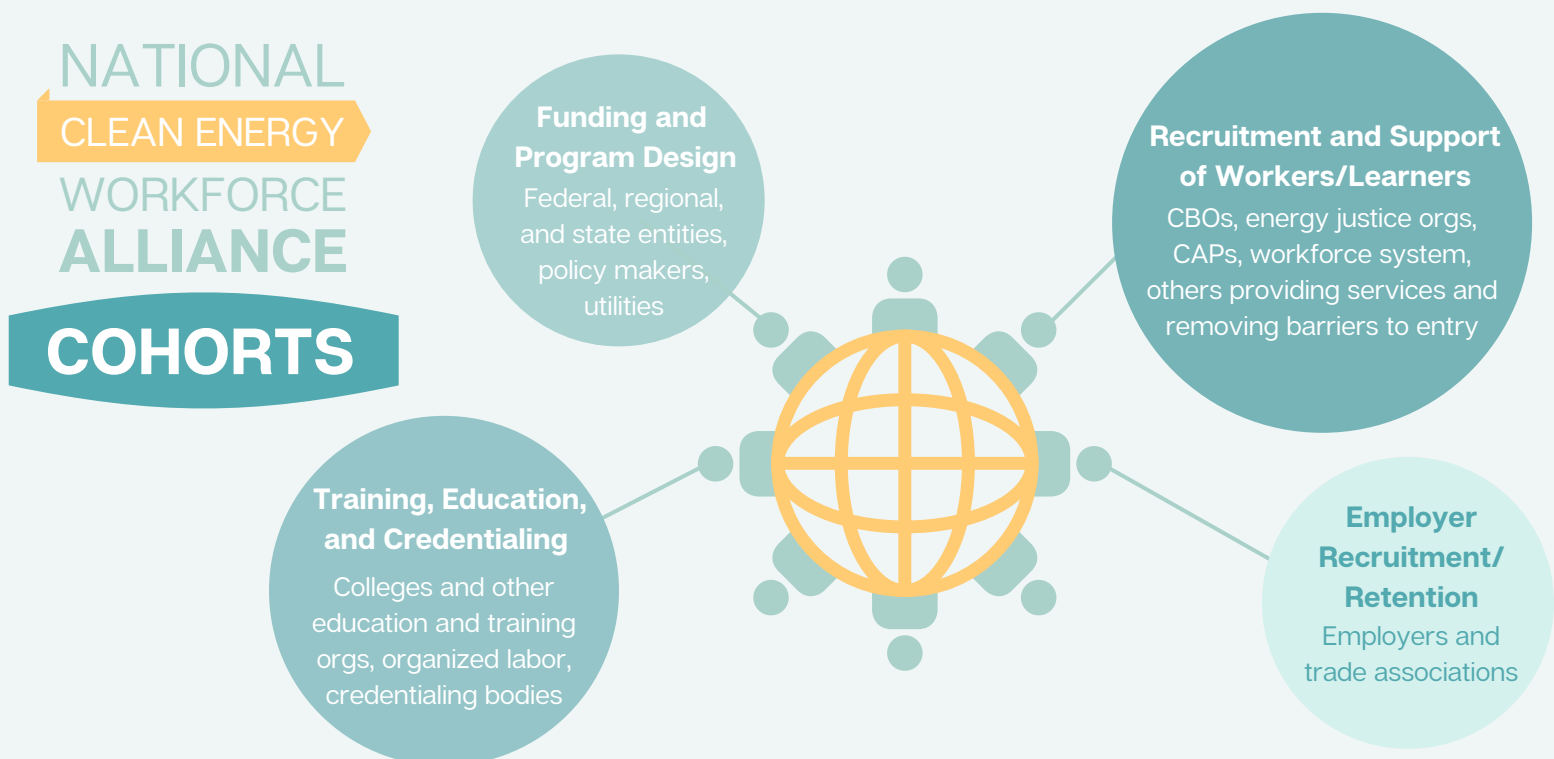 NATIONAL
CLEAN ENERGY
WORKFORCE
ALLIANCE
COHORTS
Funding and
Program Design
Federal, regional,
and state entities,
policy makers,
utilities
Recruitment and Support
of Workers/Learners
CBOs, energy justice orgs,
CAPs, workforce system,
others providing services and
removing barriers to entry
Training, Education,
and Credentialing
Colleges and other
education and training
orgs, organized labor,
credentialing bodies
Employer
Recruitment/
Retention
Employers and
trade associations